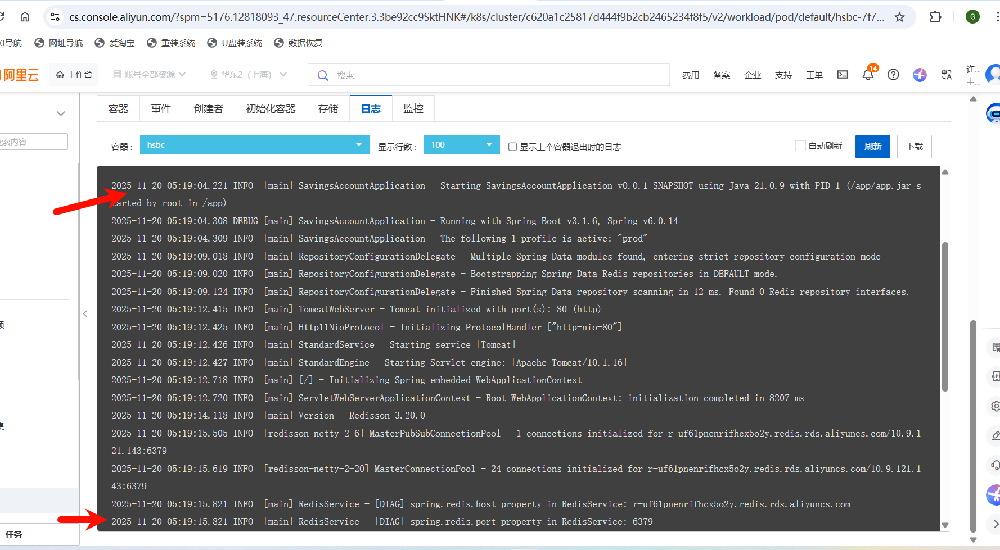 cs.console.aliyun.com/?spm=5176.12818093_47.resourceCenter.3.3be92cc9SktHNK#/k8s/cluster/c620a1c25817d444f9b2cb2465234f8f5/v2/workload/pod/default/hsbc-7f7...
G
0导航 网址导航 爱淘宝 重装系统 U盘装系统 数据恢复
阿里云 工作台 账号全部资源 华东2（上海） 搜索... 费用 备案 企业 支持 工单 14 许...
主...
容器 事件 创建者 初始化容器 存储 日志 监控
索内容
容器： hsbc 显示行数： 100 显示上个容器退出时的日志 自动刷新 刷新 下载
2025-11-20 05:19:04.221 INFO [main] SavingsAccountApplication - Starting SavingsAccountApplication v0.0.1-SNAPSHOT using Java 21.0.9 with PID 1 (/app/app.jar s
tarted by root in /app)
2025-11-20 05:19:04.308 DEBUG [main] SavingsAccountApplication - Running with Spring Boot v3.1.6, Spring v6.0.14
2025-11-20 05:19:04.309 INFO [main] SavingsAccountApplication - The following 1 profile is active: "prod"
2025-11-20 05:19:09.018 INFO [main] RepositoryConfigurationDelegate - Multiple Spring Data modules found, entering strict repository configuration mode
2025-11-20 05:19:09.020 INFO [main] RepositoryConfigurationDelegate - Bootstrapping Spring Data Redis repositories in DEFAULT mode.
2025-11-20 05:19:09.124 INFO [main] RepositoryConfigurationDelegate - Finished Spring Data repository scanning in 12 ms. Found 0 Redis repository interfaces.
2025-11-20 05:19:12.415 INFO [main] TomcatWebServer - Tomcat initialized with port(s): 80 (http)
2025-11-20 05:19:12.425 INFO [main] Http11NioProtocol - Initializing ProtocolHandler ["http-nio-80"]
2025-11-20 05:19:12.426 INFO [main] StandardService - Starting service [Tomcat]
2025-11-20 05:19:12.427 INFO [main] StandardEngine - Starting Servlet engine: [Apache Tomcat/10.1.16]
2025-11-20 05:19:12.718 INFO [main] [/] - Initializing Spring embedded WebApplicationContext
2025-11-20 05:19:12.720 INFO [main] ServletWebServerApplicationContext - Root WebApplicationContext: initialization completed in 8207 ms
2025-11-20 05:19:14.118 INFO [main] Version - Redisson 3.20.0
2025-11-20 05:19:15.505 INFO [redisson-netty-2-6] MasterPubSubConnectionPool - 1 connections initialized for r-uf61pnenrifhcx5o2y.redis.rds.aliyuncs.com/10.9.1
21.143:6379
2025-11-20 05:19:15.619 INFO [redisson-netty-2-20] MasterConnectionPool - 24 connections initialized for r-uf61pnenrifhcx5o2y.redis.rds.aliyuncs.com/10.9.121.1
43:6379
2025-11-20 05:19:15.821 INFO [main] RedisService - [DIAG] spring.redis.host property in RedisService: r-uf61pnenrifhcx5o2y.redis.rds.aliyuncs.com
2025-11-20 05:19:15.821 INFO [main] RedisService - [DIAG] spring.redis.port property in RedisService: 6379
任务